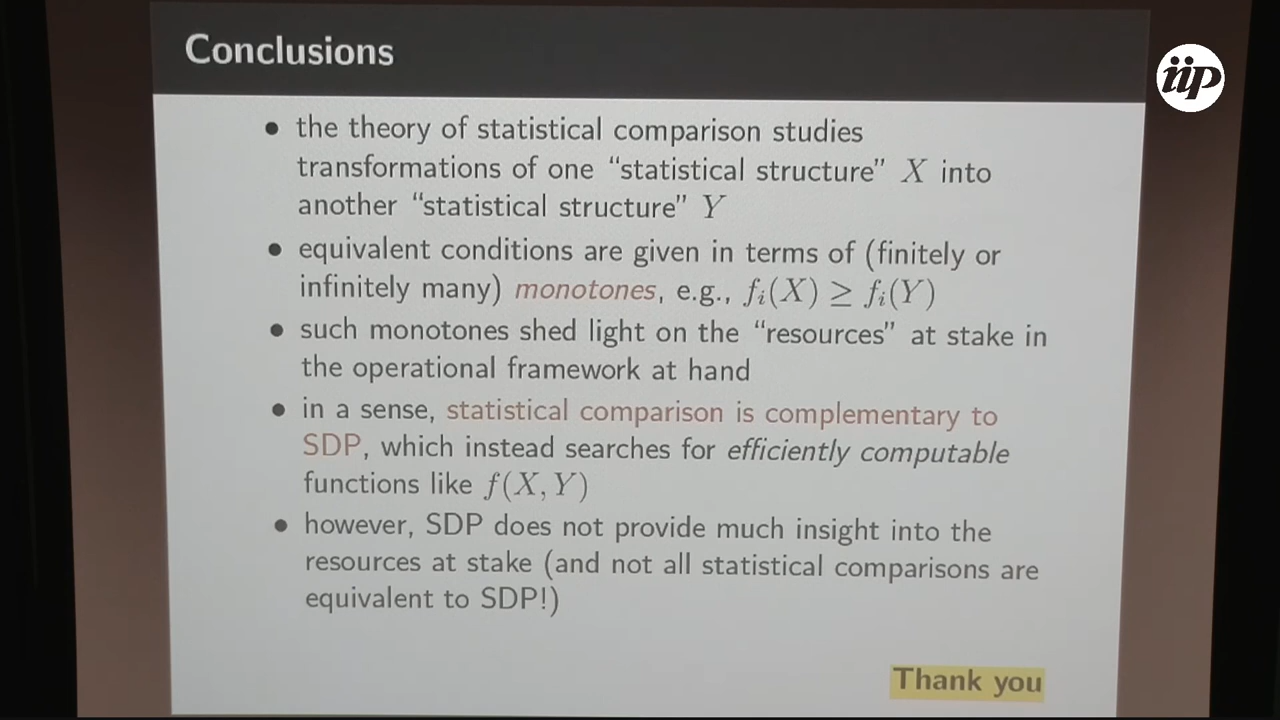 Conclusions
iip
• the theory of statistical comparison studies
transformations of one “statistical structure” X into
another “statistical structure” Y
• equivalent conditions are given in terms of (finitely or
infinitely many) monotones, e.g., fᵢ(X) ≥ fᵢ(Y)
• such monotones shed light on the “resources” at stake in
the operational framework at hand
• in a sense, statistical comparison is complementary to
SDP, which instead searches for efficiently computable
functions like f(X, Y)
• however, SDP does not provide much insight into the
resources at stake (and not all statistical comparisons are
equivalent to SDP!)
Thank you